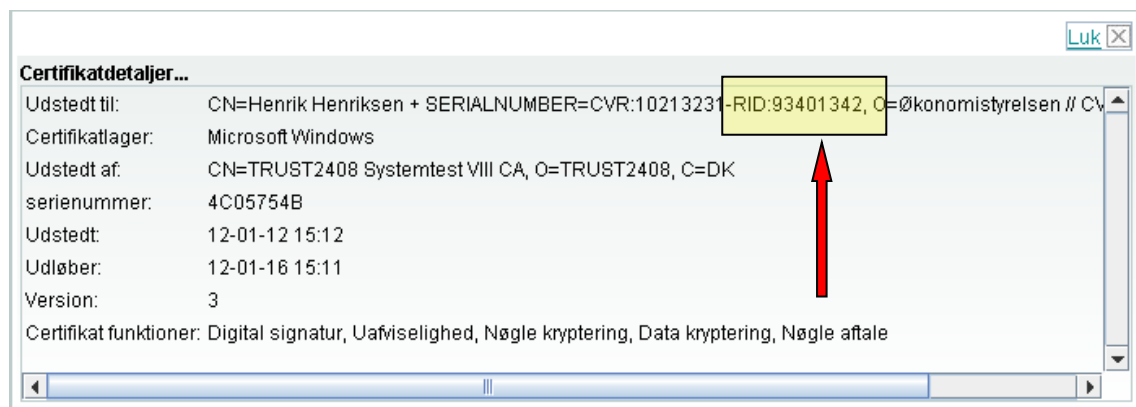 Luk
Certifikatdetaljer...
Udstedt til: CN=Henrik Henriksen + SERIALNUMBER=CVR:10213231-RID:93401342, O=Økonomistyrelsen // CV
Certifikatlager: Microsoft Windows
Udstedt af: CN=TRUST2408 Systemtest VIII CA, O=TRUST2408, C=DK
serienummer: 4C05754B
Udstedt: 12-01-12 15:12
Udløber: 12-01-16 15:11
Version: 3
Certifikat funktioner: Digital signatur, Uafviselighed, Nøgle kryptering, Data kryptering, Nøgle aftale